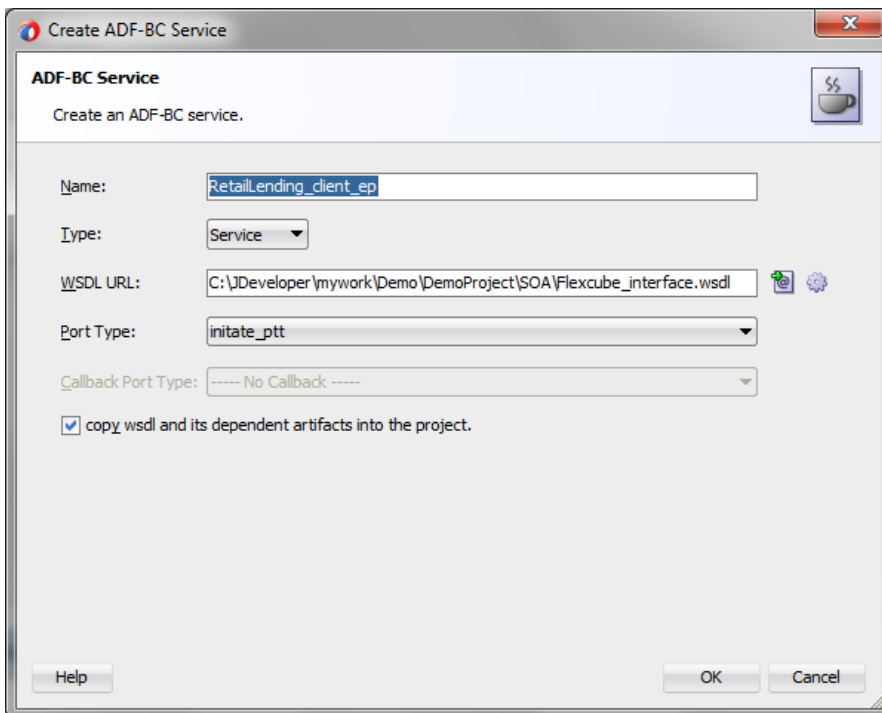 Create ADF-BC Service
ADF-BC Service
Create an ADF-BC service.
Name: RetailLending_client_ep
Type: Service
WSDL URL: C:\JDeveloper\mywork\Demo\DemoProject\SOA\Flexcube_interface.wsdl
Port Type: initate_ptt
Callback Port Type: ----- No Callback -----
copy wsdl and its dependent artifacts into the project.
Help OK Cancel